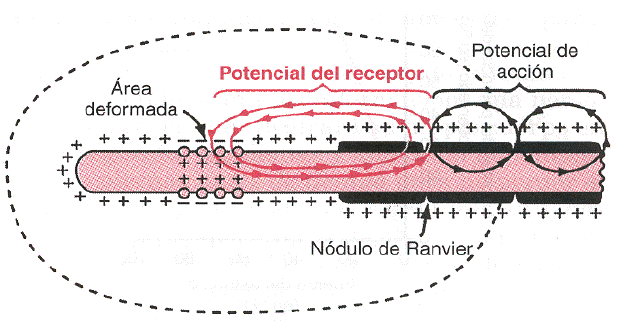 Potencial de
acción
Potencial del receptor
Área
deformada
Nódulo de Ranvier